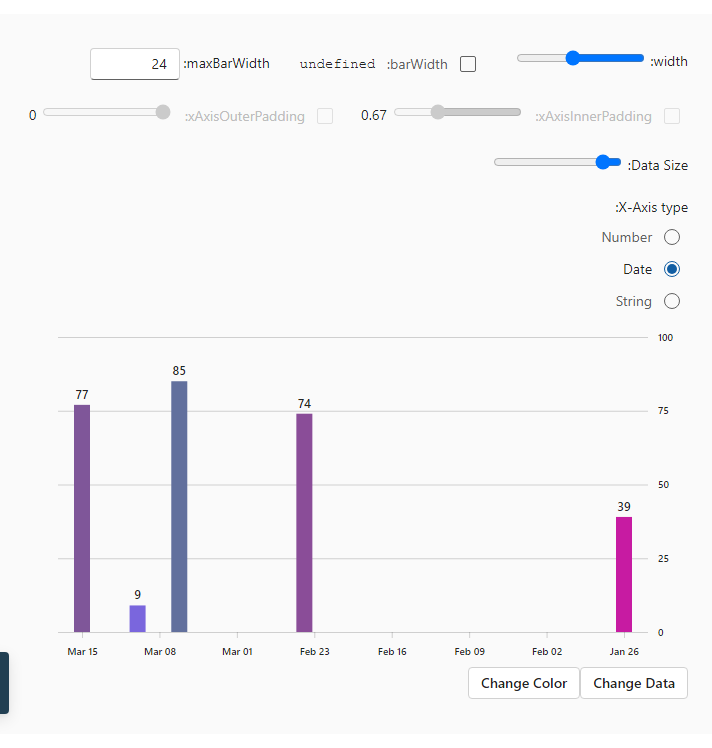 :width
undefined :barWidth
24 :maxBarWidth
:xAxisInnerPadding 0.67
:xAxisOuterPadding 0
:Data Size
:X-Axis type
Number
Date
String
100
75
50
25
0
77
9
85
74
39
Mar 15 Mar 08 Mar 01 Feb 23 Feb 16 Feb 09 Feb 02 Jan 26
Change Color Change Data